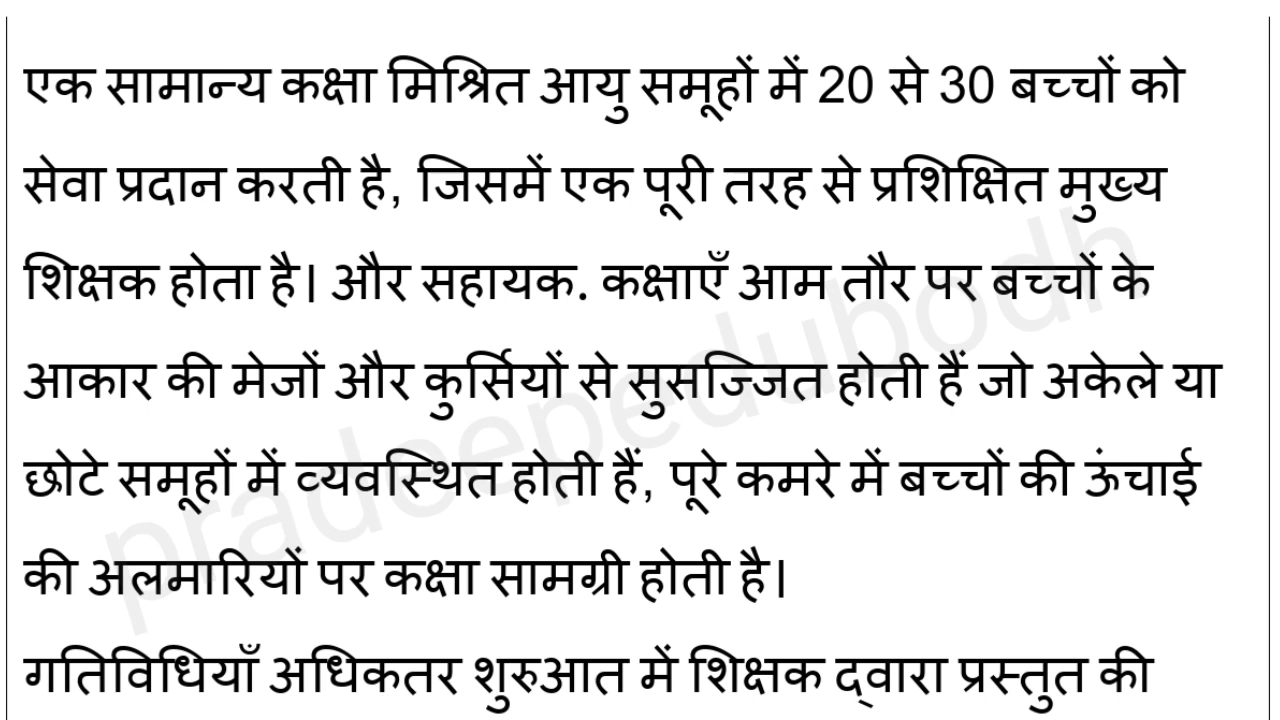 एक सामान्य कक्षा मिश्रित आयु समूहों में 20 से 30 बच्चों को
सेवा प्रदान करती है, जिसमें एक पूरी तरह से प्रशिक्षित मुख्य
शिक्षक होता है। और सहायक. कक्षाएँ आम तौर पर बच्चों के
आकार की मेजों और कुर्सियों से सुसज्जित होती हैं जो अकेले या
छोटे समूहों में व्यवस्थित होती हैं, पूरे कमरे में बच्चों की ऊंचाई
की अलमारियों पर कक्षा सामग्री होती है।
गतिविधियाँ अधिकतर शुरुआत में शिक्षक द्वारा प्रस्तुत की
pradeepedubodh